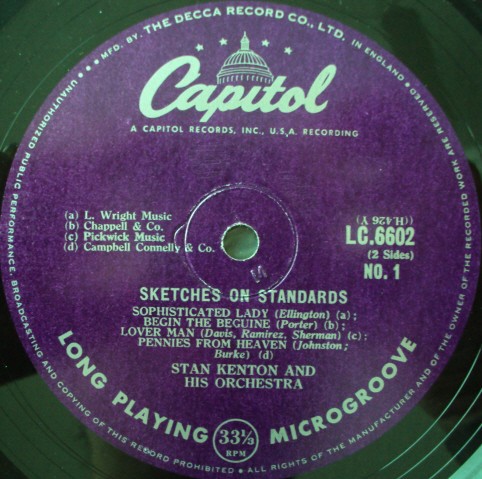 MFD. BY THE DECCA RECORD CO., LTD. IN ENGLAND
Capitol
A CAPITOL RECORDS, INC., U.S.A. RECORDING
(a) L. Wright Music
(b) Chappell & Co.
(c) Pickwick Music
(d) Campbell Connelly & Co.
((H.426 Y)
LC.6602
(2 Sides)
NO. 1
SKETCHES ON STANDARDS
SOPHISTICATED LADY (Ellington) (a);
BEGIN THE BEGUINE (Porter) (b);
LOVER MAN (Davis, Ramirez, Sherman) (c);
PENNIES FROM HEAVEN (Johnston;
Burke) (d)
STAN KENTON AND
HIS ORCHESTRA
LONG PLAYING 33 1/3 RPM MICROGROOVE
UNAUTHORIZED PUBLIC PERFORMANCE, BROADCASTING AND COPYING OF THIS RECORD PROHIBITED • ALL RIGHTS OF THE MANUFACTURER AND OF THE OWNER OF THE RECORDED WORK ARE RESERVED